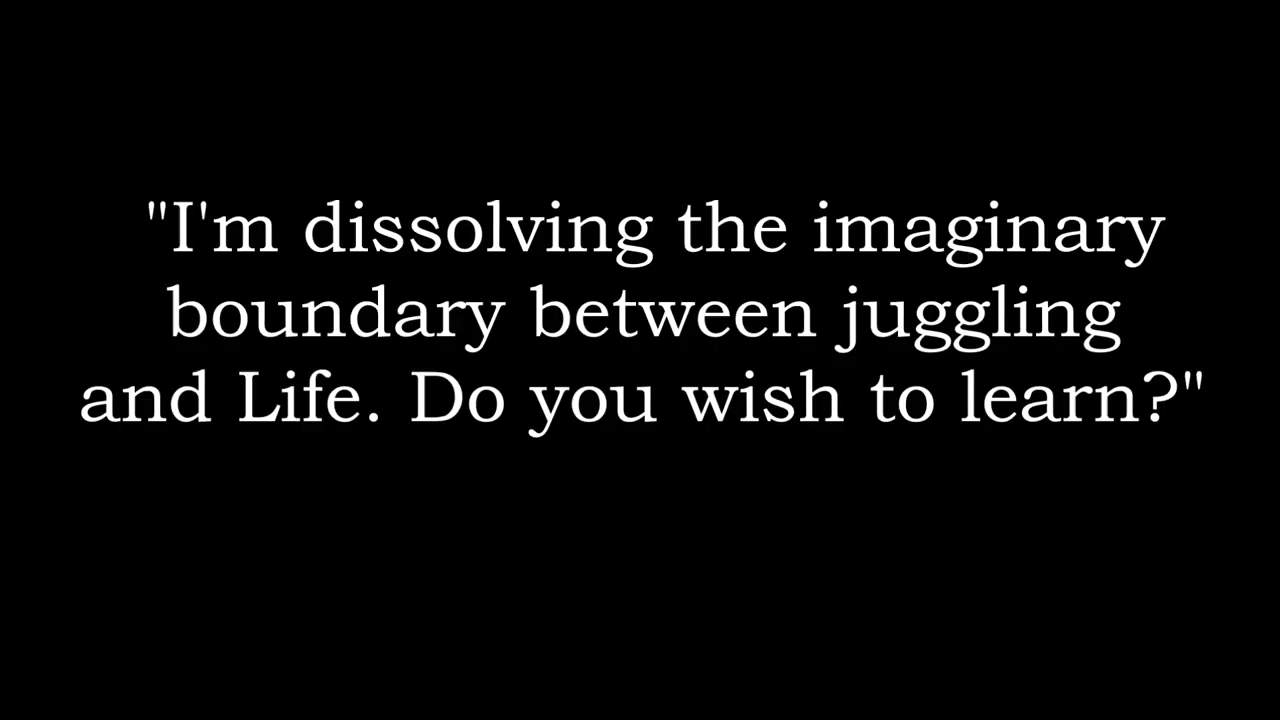 "I'm dissolving the imaginary
boundary between juggling
and Life. Do you wish to learn?"